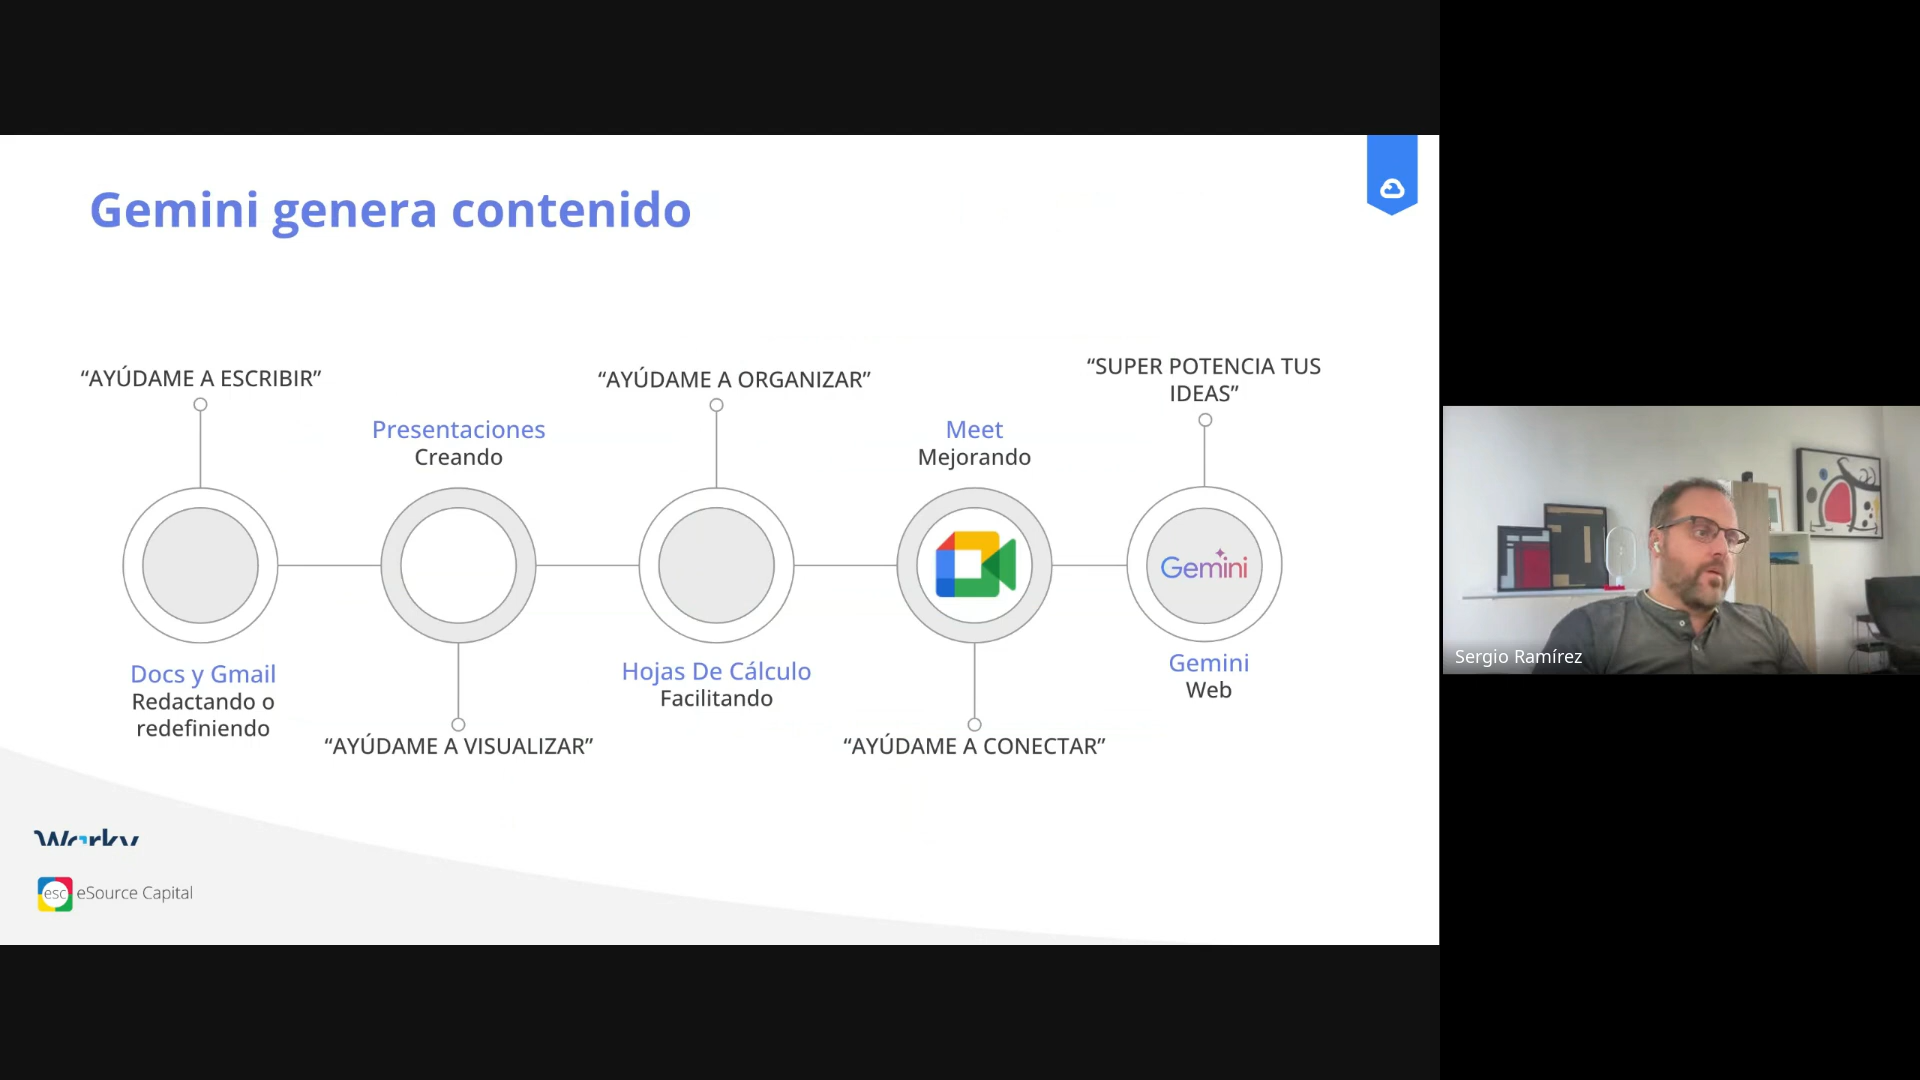 Gemini genera contenido
“AYÚDAME A ESCRIBIR”
Docs y Gmail
Redactando o
redefiniendo
Presentaciones
Creando
“AYÚDAME A VISUALIZAR”
“AYÚDAME A ORGANIZAR”
Hojas De Cálculo
Facilitando
Meet
Mejorando
“AYÚDAME A CONECTAR”
“SUPER POTENCIA TUS
IDEAS”
Gemini
Gemini
Web
Worky
esc eSource Capital
Sergio Ramírez